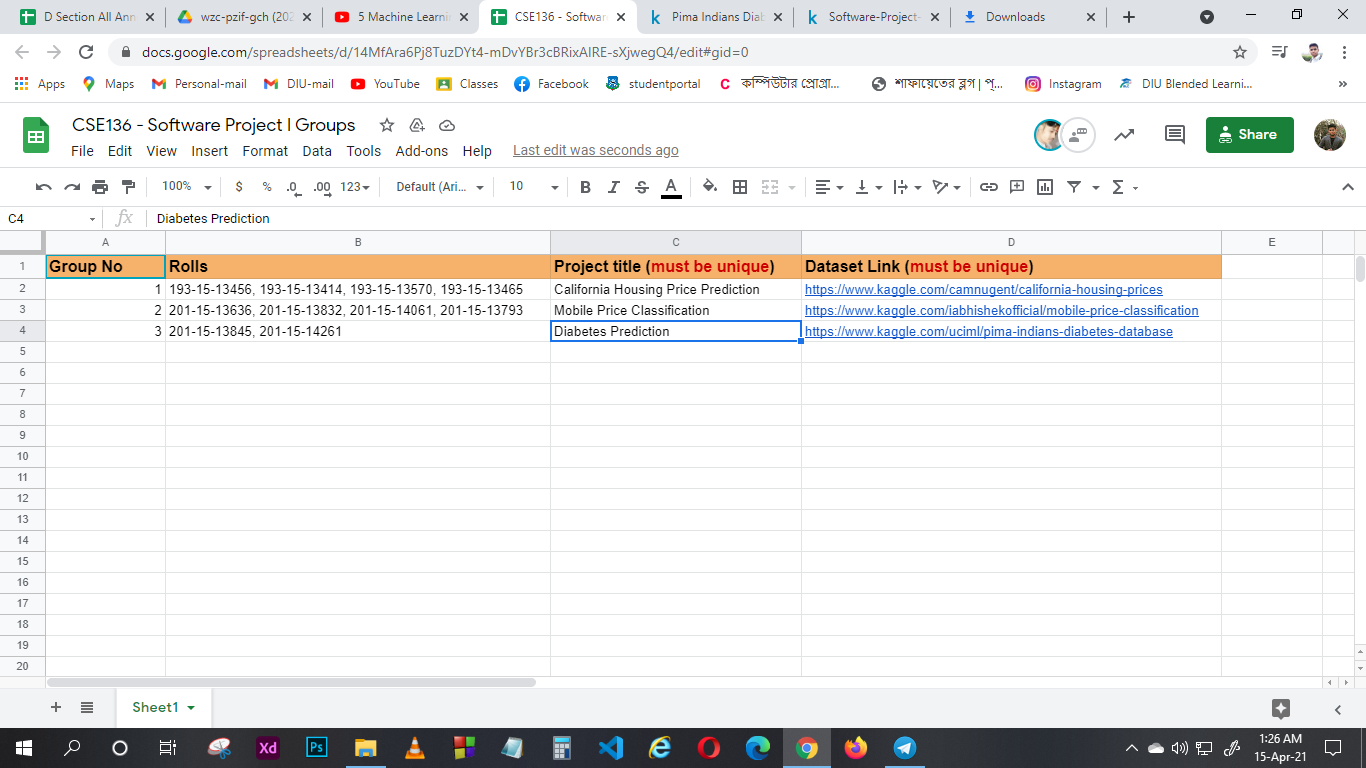 D Section All Ann
wzc-pzif-gch (202
5 Machine Learnin
CSE136 - Softwar
Pima Indians Diab
Software-Project-
Downloads
docs.google.com/spreadsheets/d/14MfAra6Pj8TuzDYt4-mDvYBr3cBRixAIRE-sXjwegQ4/edit#gid=0
Apps Maps Personal-mail DIU-mail YouTube Classes Facebook studentportal কম্পিউটার প্রোগ্রা... শাফায়েতের ব্লগ | প্... Instagram DIU Blended Learni... »
CSE136 - Software Project I Groups
File Edit View Insert Format Data Tools Add-ons Help Last edit was seconds ago
Share
100% $ % .0 .00 123 Default (Ari... 10 B I S A Σ
C4 fx Diabetes Prediction
A B C D E
1 Group No Rolls Project title (must be unique) Dataset Link (must be unique)
2 1 193-15-13456, 193-15-13414, 193-15-13570, 193-15-13465 California Housing Price Prediction https://www.kaggle.com/camnugent/california-housing-prices
3 2 201-15-13636, 201-15-13832, 201-15-14061, 201-15-13793 Mobile Price Classification https://www.kaggle.com/iabhishekofficial/mobile-price-classification
4 3 201-15-13845, 201-15-14261 Diabetes Prediction https://www.kaggle.com/uciml/pima-indians-diabetes-database
5
6
7
8
9
10
11
12
13
14
15
16
17
18
19
20
Sheet1
Xd Ps
1:26 AM
15-Apr-21